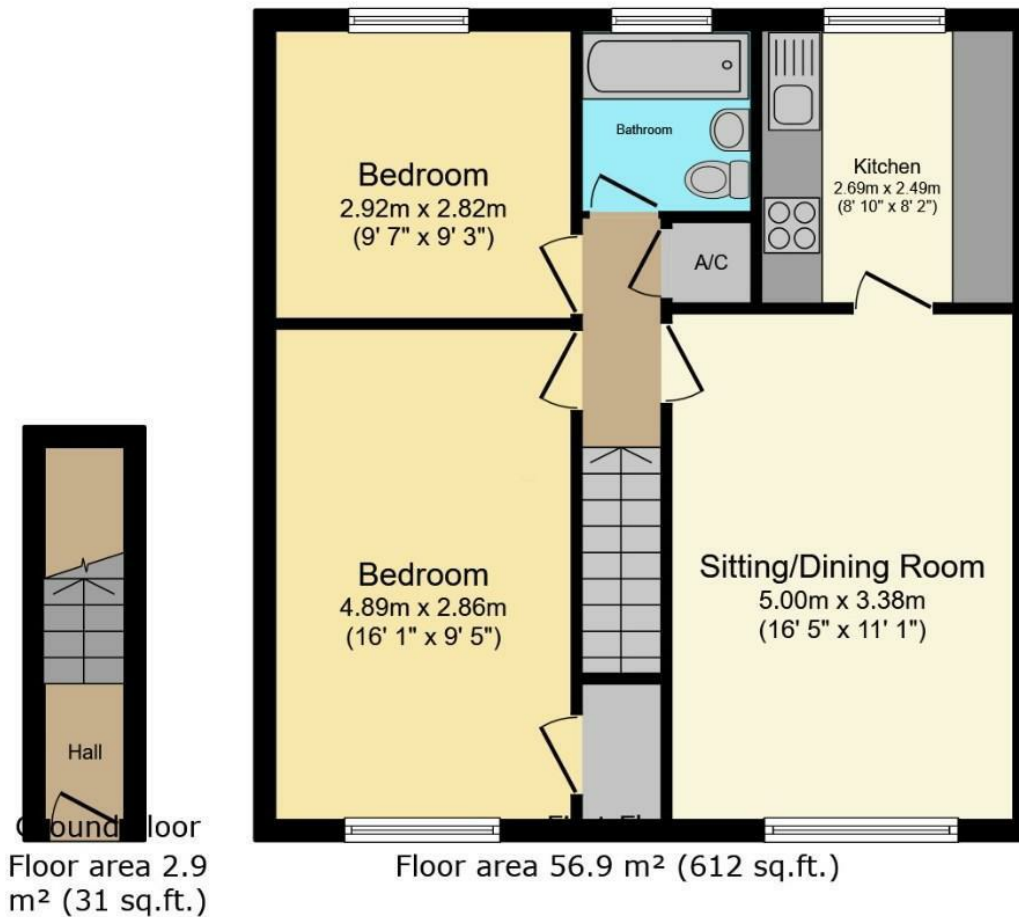 Bedroom
2.92m x 2.82m
(9' 7" x 9' 3")
Bathroom
Kitchen
2.69m x 2.49m
(8' 10" x 8' 2")
A/C
Bedroom
4.89m x 2.86m
(16' 1" x 9' 5")
Sitting/Dining Room
5.00m x 3.38m
(16' 5" x 11' 1")
Hall
Ground Floor
Floor area 2.9
m² (31 sq.ft.)
Floor area 56.9 m² (612 sq.ft.)